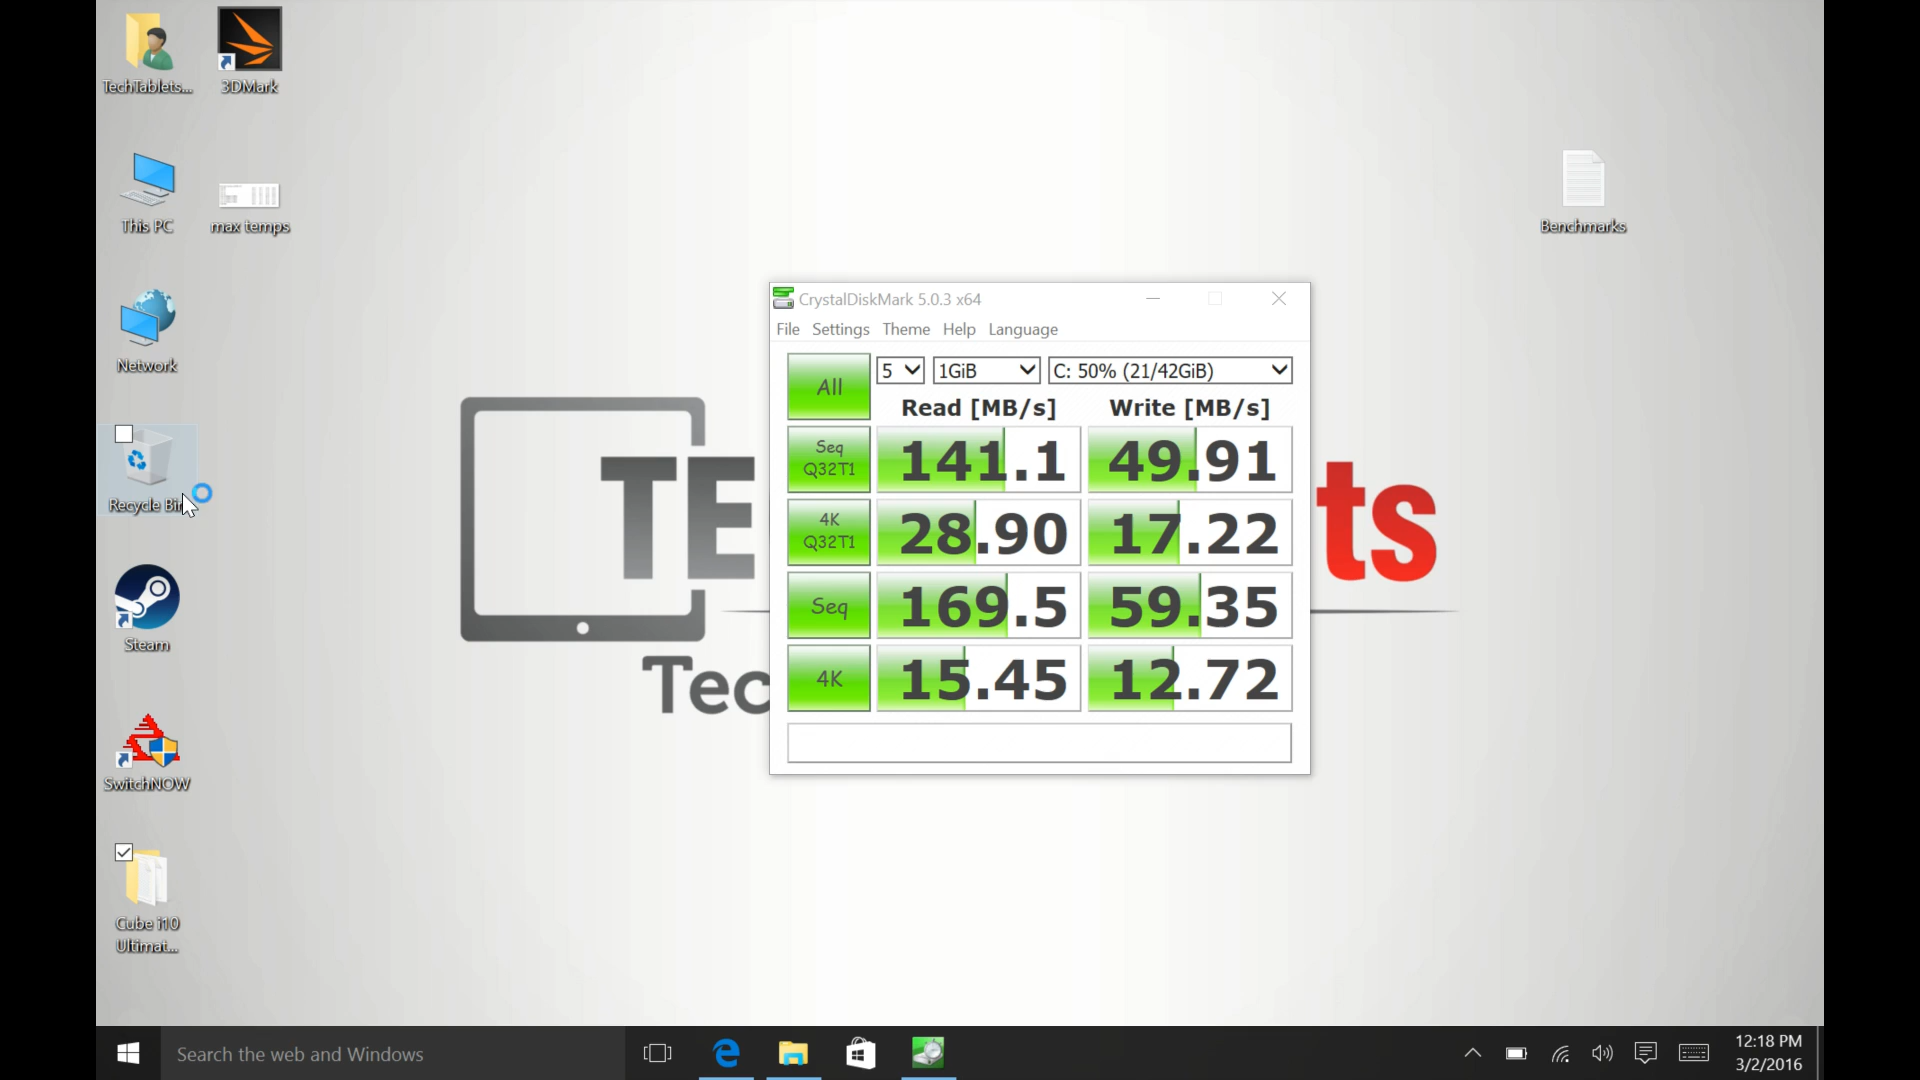 TechTablets...
3DMark
This PC
max temps
Benchmarks
Network
Recycle Bin
Steam
SwitchNOW
Cube i10
Ultimat...
TE
ts
Tec
CrystalDiskMark 5.0.3 x64
File Settings Theme Help Language
All 5 1GiB C: 50% (21/42GiB)
Read [MB/s] Write [MB/s]
Seq
Q32T1 141.1 49.91
4K
Q32T1 28.90 17.22
Seq 169.5 59.35
4K 15.45 12.72
Search the web and Windows
12:18 PM
3/2/2016